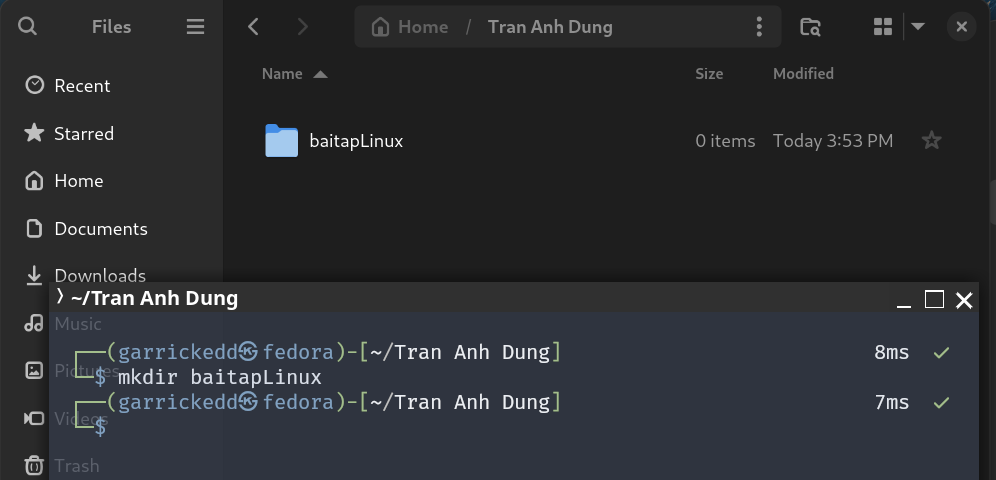 Files
Home / Tran Anh Dung
Name Size Modified
Recent
baitapLinux 0 items Today 3:53 PM
Starred
Home
Documents
Downloads
~/Tran Anh Dung
Music
┌──(garrickedd㉿fedora)-[~/Tran Anh Dung] 8ms ✓
Pictures
└─$ mkdir baitapLinux
┌──(garrickedd㉿fedora)-[~/Tran Anh Dung] 7ms ✓
Videos
└─$
Trash